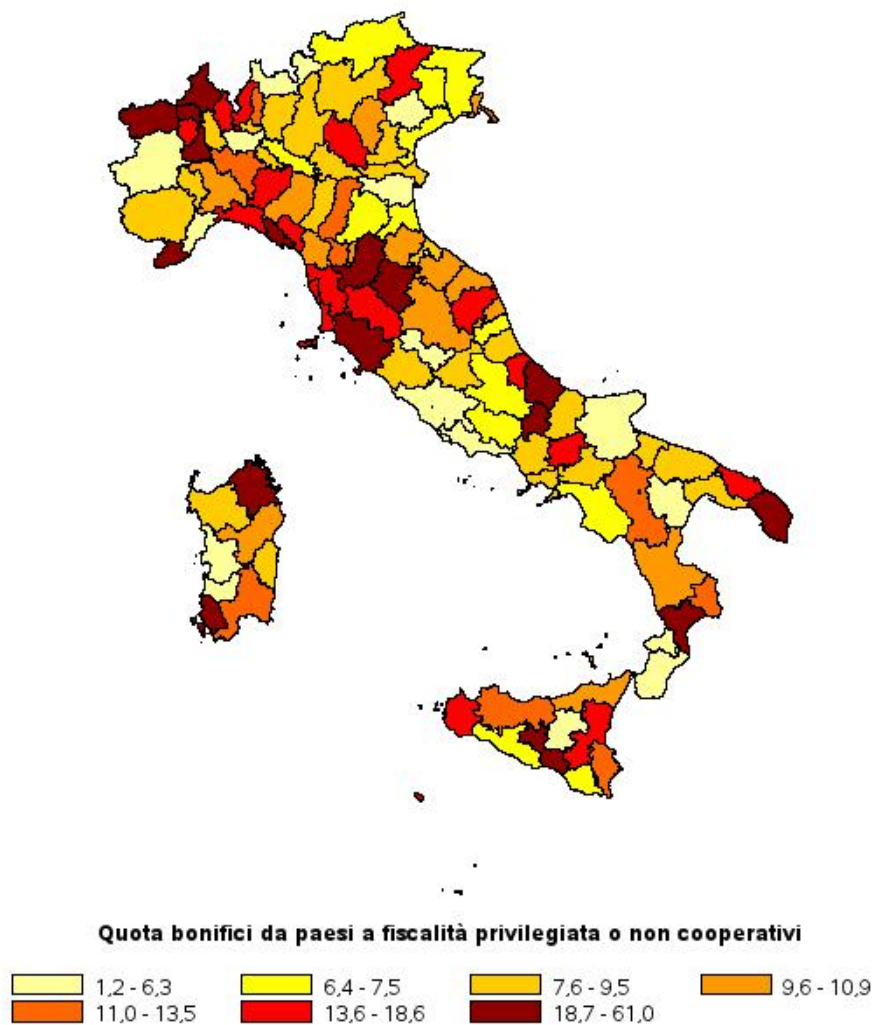 Quota bonifici da paesi a fiscalità privilegiata o non cooperativi
1,2 - 6,3 6,4 - 7,5 7,6 - 9,5 9,6 - 10,9
11,0 - 13,5 13,6 - 18,6 18,7 - 61,0